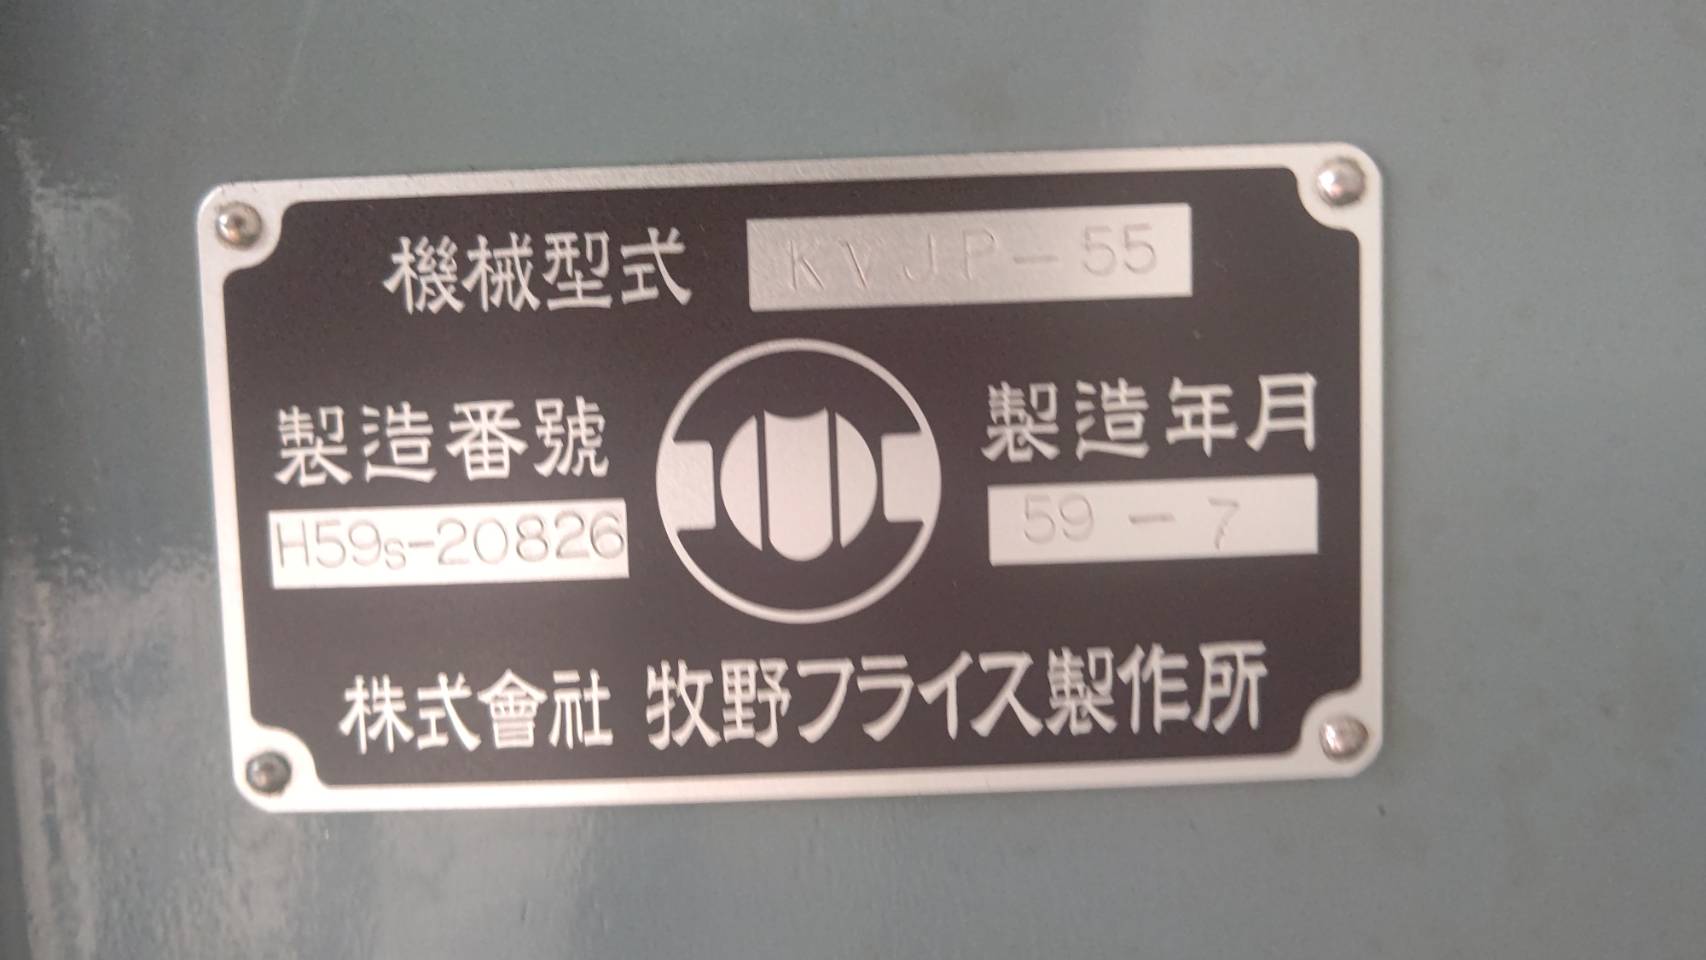 機械型式 KVJP-55
製造番號
H59s-20826
製造年月
59-7
株式會社 牧野フライス製作所